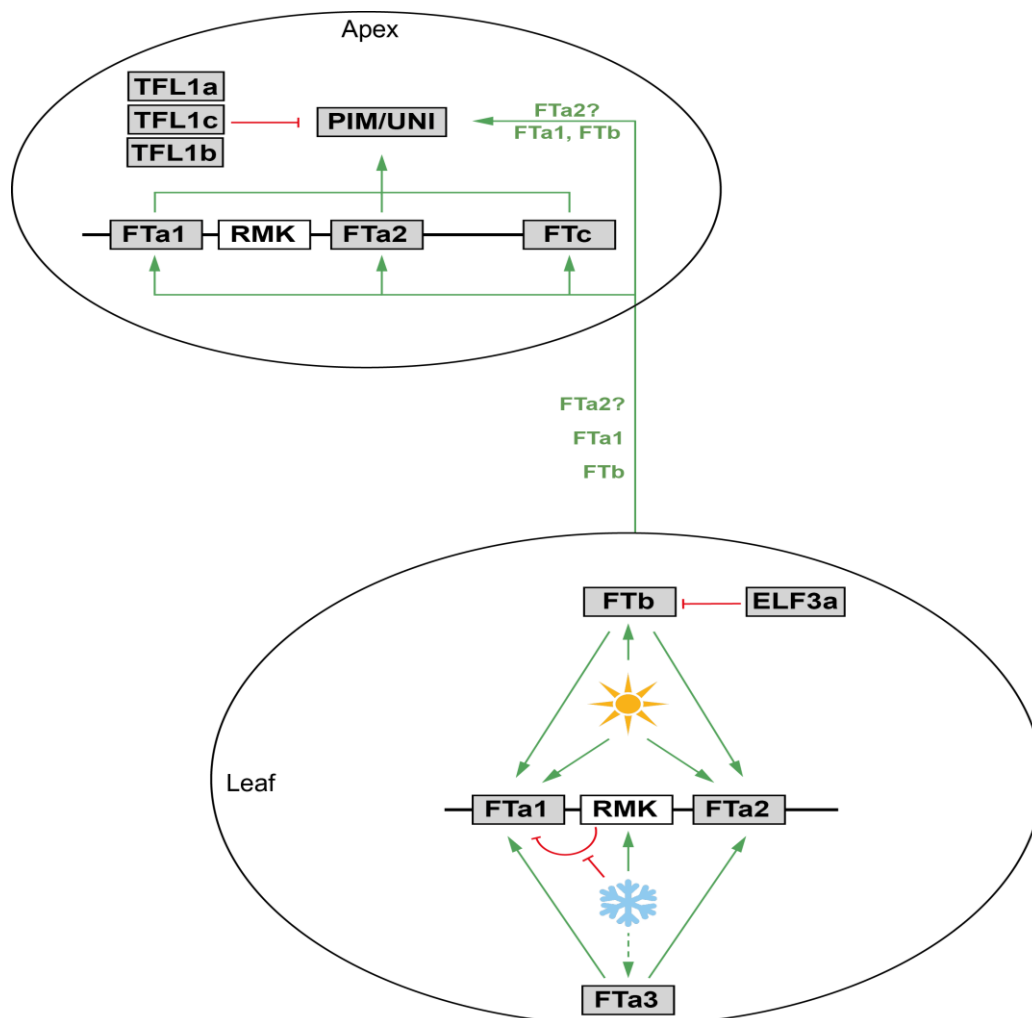 Apex
TFL1a
TFL1c
TFL1b
PIM/UNI
FTa2?
FTa1, FTb
FTa1
RMK
FTa2
FTc
FTa2?
FTa1
FTb
Leaf
FTb
ELF3a
FTa1
RMK
FTa2
FTa3